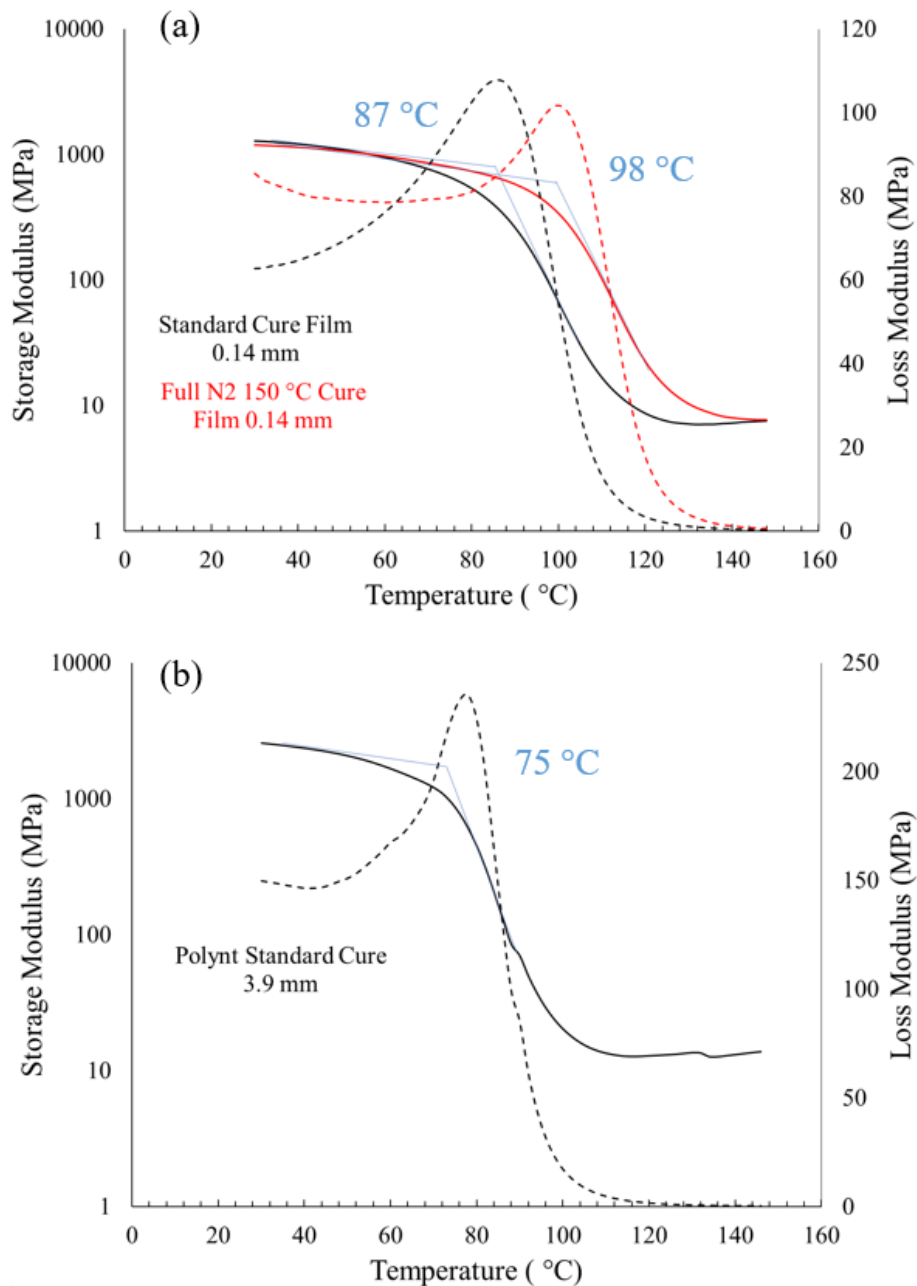 (a)
10000
1000
100
10
1
Storage Modulus (MPa)
87 °C
98 °C
Standard Cure Film
0.14 mm
Full N2 150 °C Cure
Film 0.14 mm
120
100
80
60
40
20
0
Loss Modulus (MPa)
0 20 40 60 80 100 120 140 160
Temperature ( °C)
(b)
10000
1000
100
10
1
Storage Modulus (MPa)
75 °C
Polynt Standard Cure
3.9 mm
250
200
150
100
50
0
Loss Modulus (MPa)
0 20 40 60 80 100 120 140 160
Temperature ( °C)